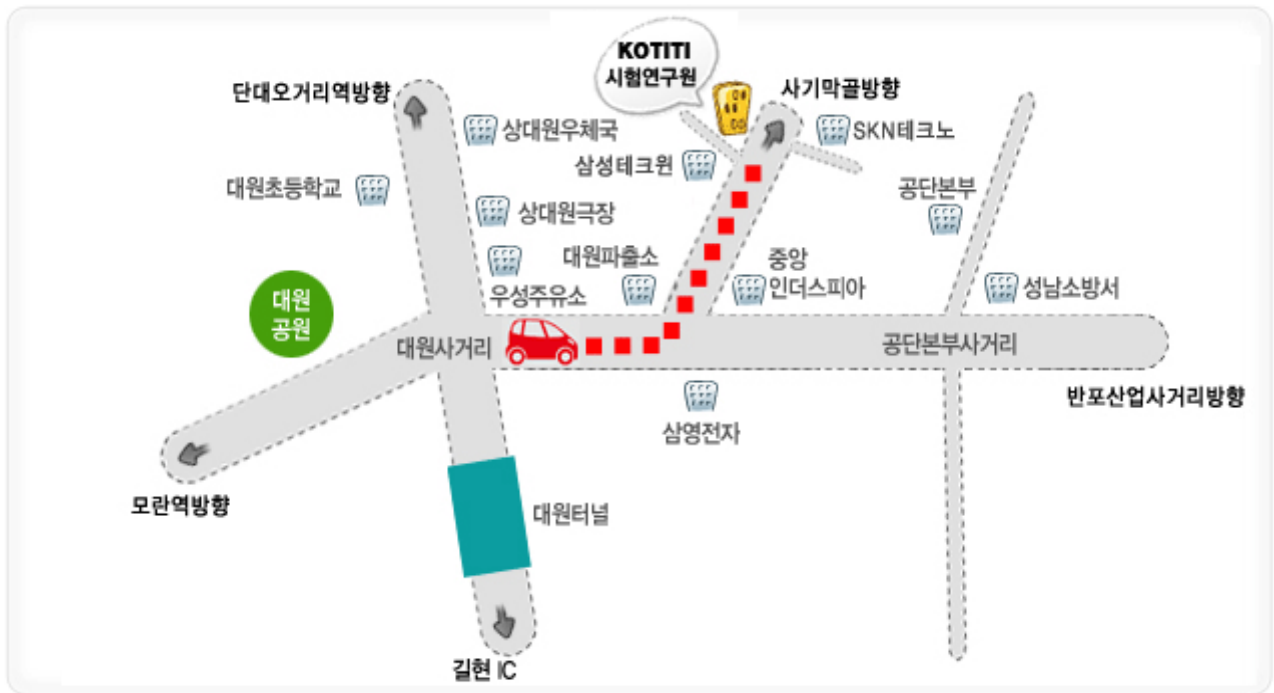 KOTITI
시험연구원
단대오거리역방향
사기막골방향
상대원우체국
SKN테크노
삼성테크윈
대원초등학교
공단본부
상대원극장
대원파출소
중앙
인더스피아
우성주유소
성남소방서
대원
공원
대원사거리
공단본부사거리
반포산업사거리방향
삼영전자
모란역방향
대원터널
길현 IC